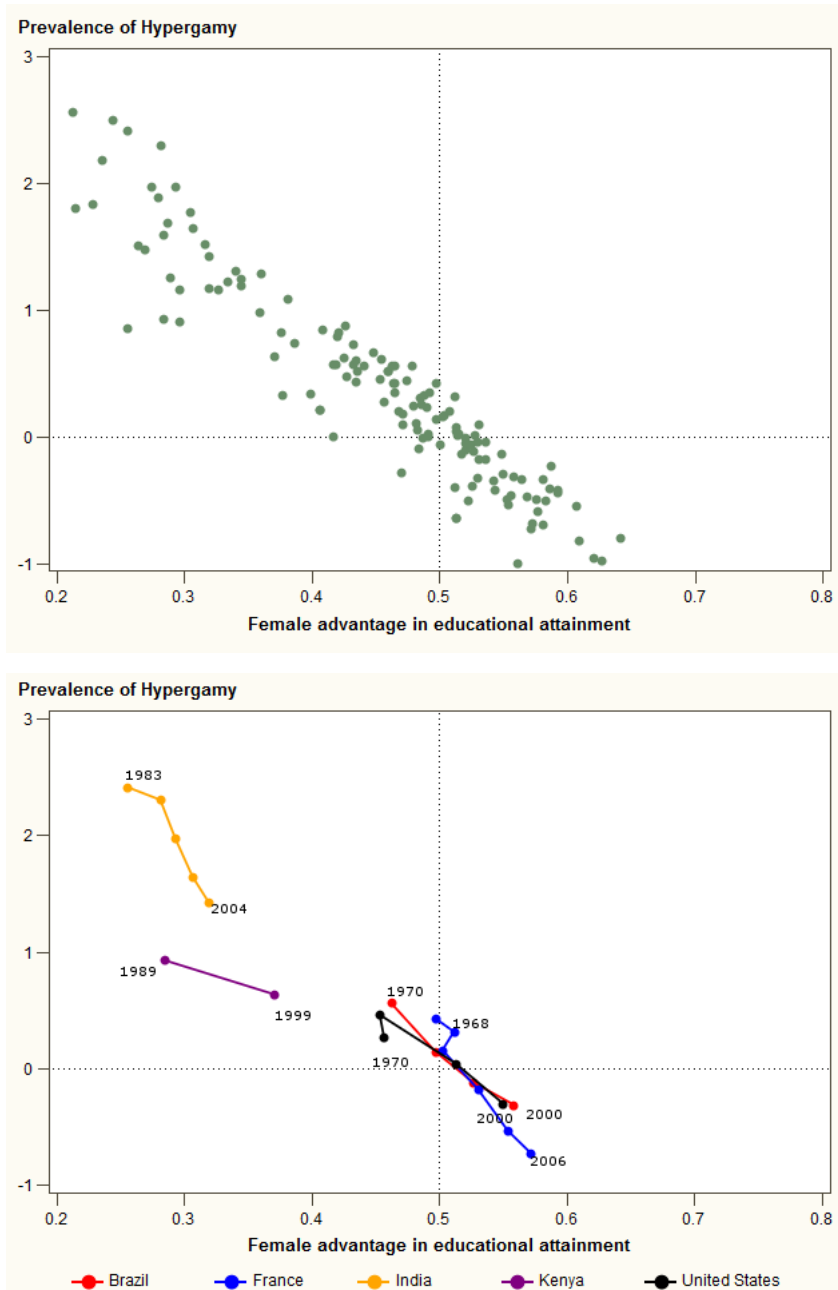 Prevalence of Hypergamy
3
2
1
0
-1
0.2 0.3 0.4 0.5 0.6 0.7 0.8
Female advantage in educational attainment
Prevalence of Hypergamy
3
1983
2
2004
1
1989
1999
1970
1968
1970
0
2000 2000
2006
-1
0.2 0.3 0.4 0.5 0.6 0.7 0.8
Female advantage in educational attainment
Brazil France India Kenya United States